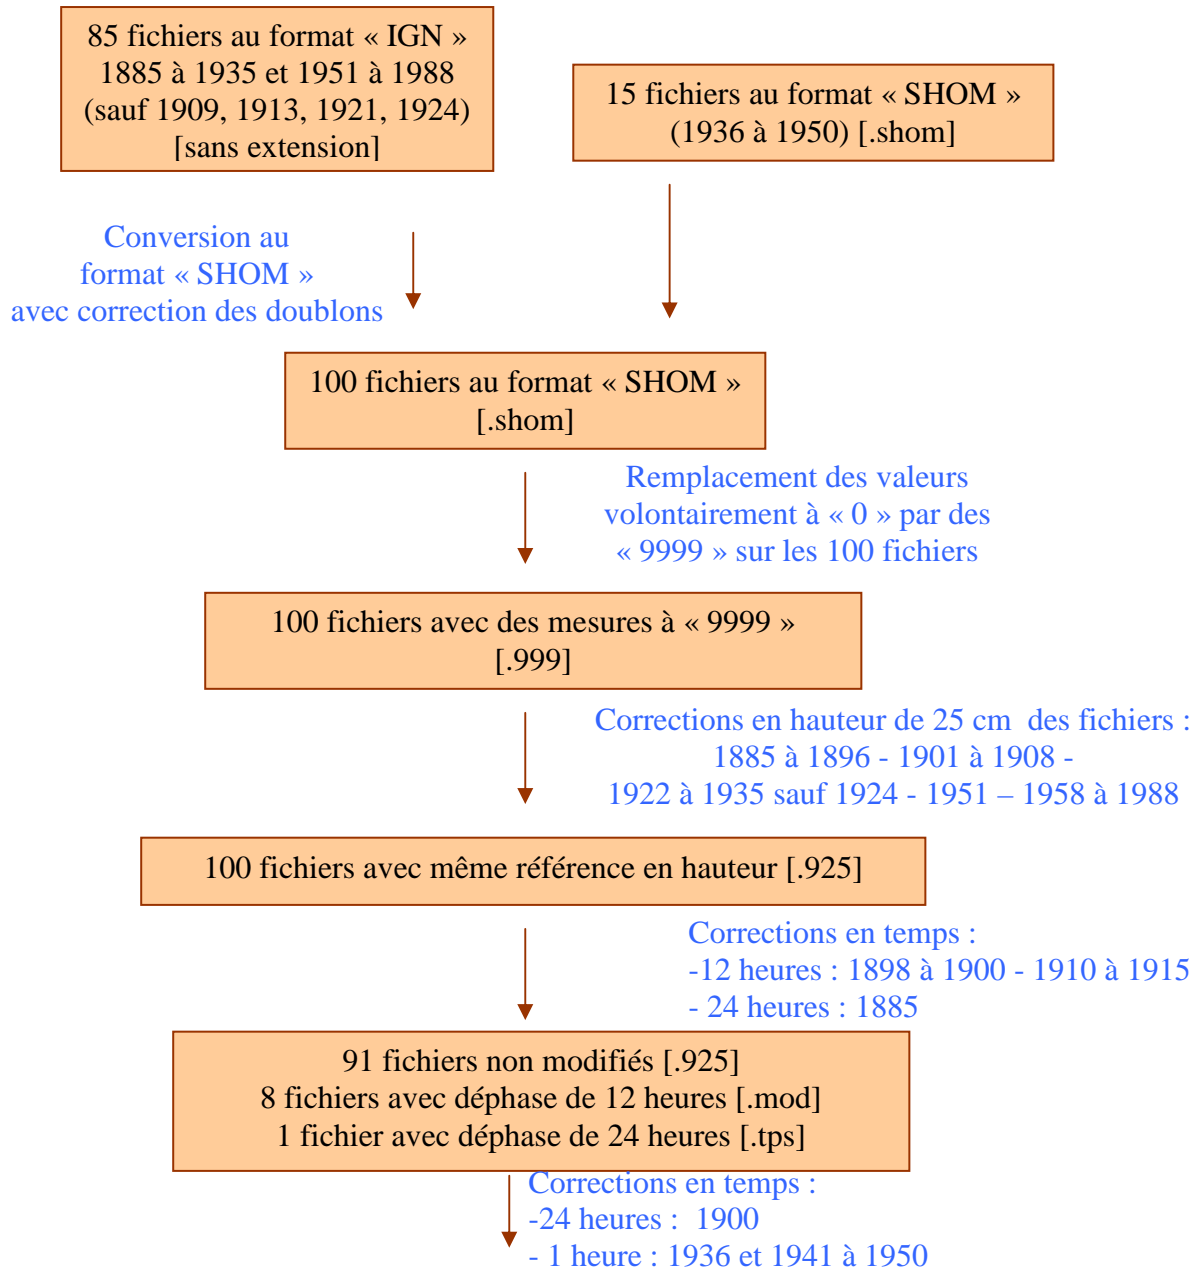 85 fichiers au format « IGN »
1885 à 1935 et 1951 à 1988
(sauf 1909, 1913, 1921, 1924)
[sans extension]
15 fichiers au format « SHOM »
(1936 à 1950) [.shom]
Conversion au
format « SHOM »
avec correction des doublons
100 fichiers au format « SHOM »
[.shom]
Remplacement des valeurs
volontairement à « 0 » par des
« 9999 » sur les 100 fichiers
100 fichiers avec des mesures à « 9999 »
[.999]
Corrections en hauteur de 25 cm des fichiers :
1885 à 1896 - 1901 à 1908 -
1922 à 1935 sauf 1924 - 1951 – 1958 à 1988
100 fichiers avec même référence en hauteur [.925]
Corrections en temps :
-12 heures : 1898 à 1900 - 1910 à 1915
- 24 heures : 1885
91 fichiers non modifiés [.925]
8 fichiers avec déphase de 12 heures [.mod]
1 fichier avec déphase de 24 heures [.tps]
Corrections en temps :
-24 heures : 1900
- 1 heure : 1936 et 1941 à 1950